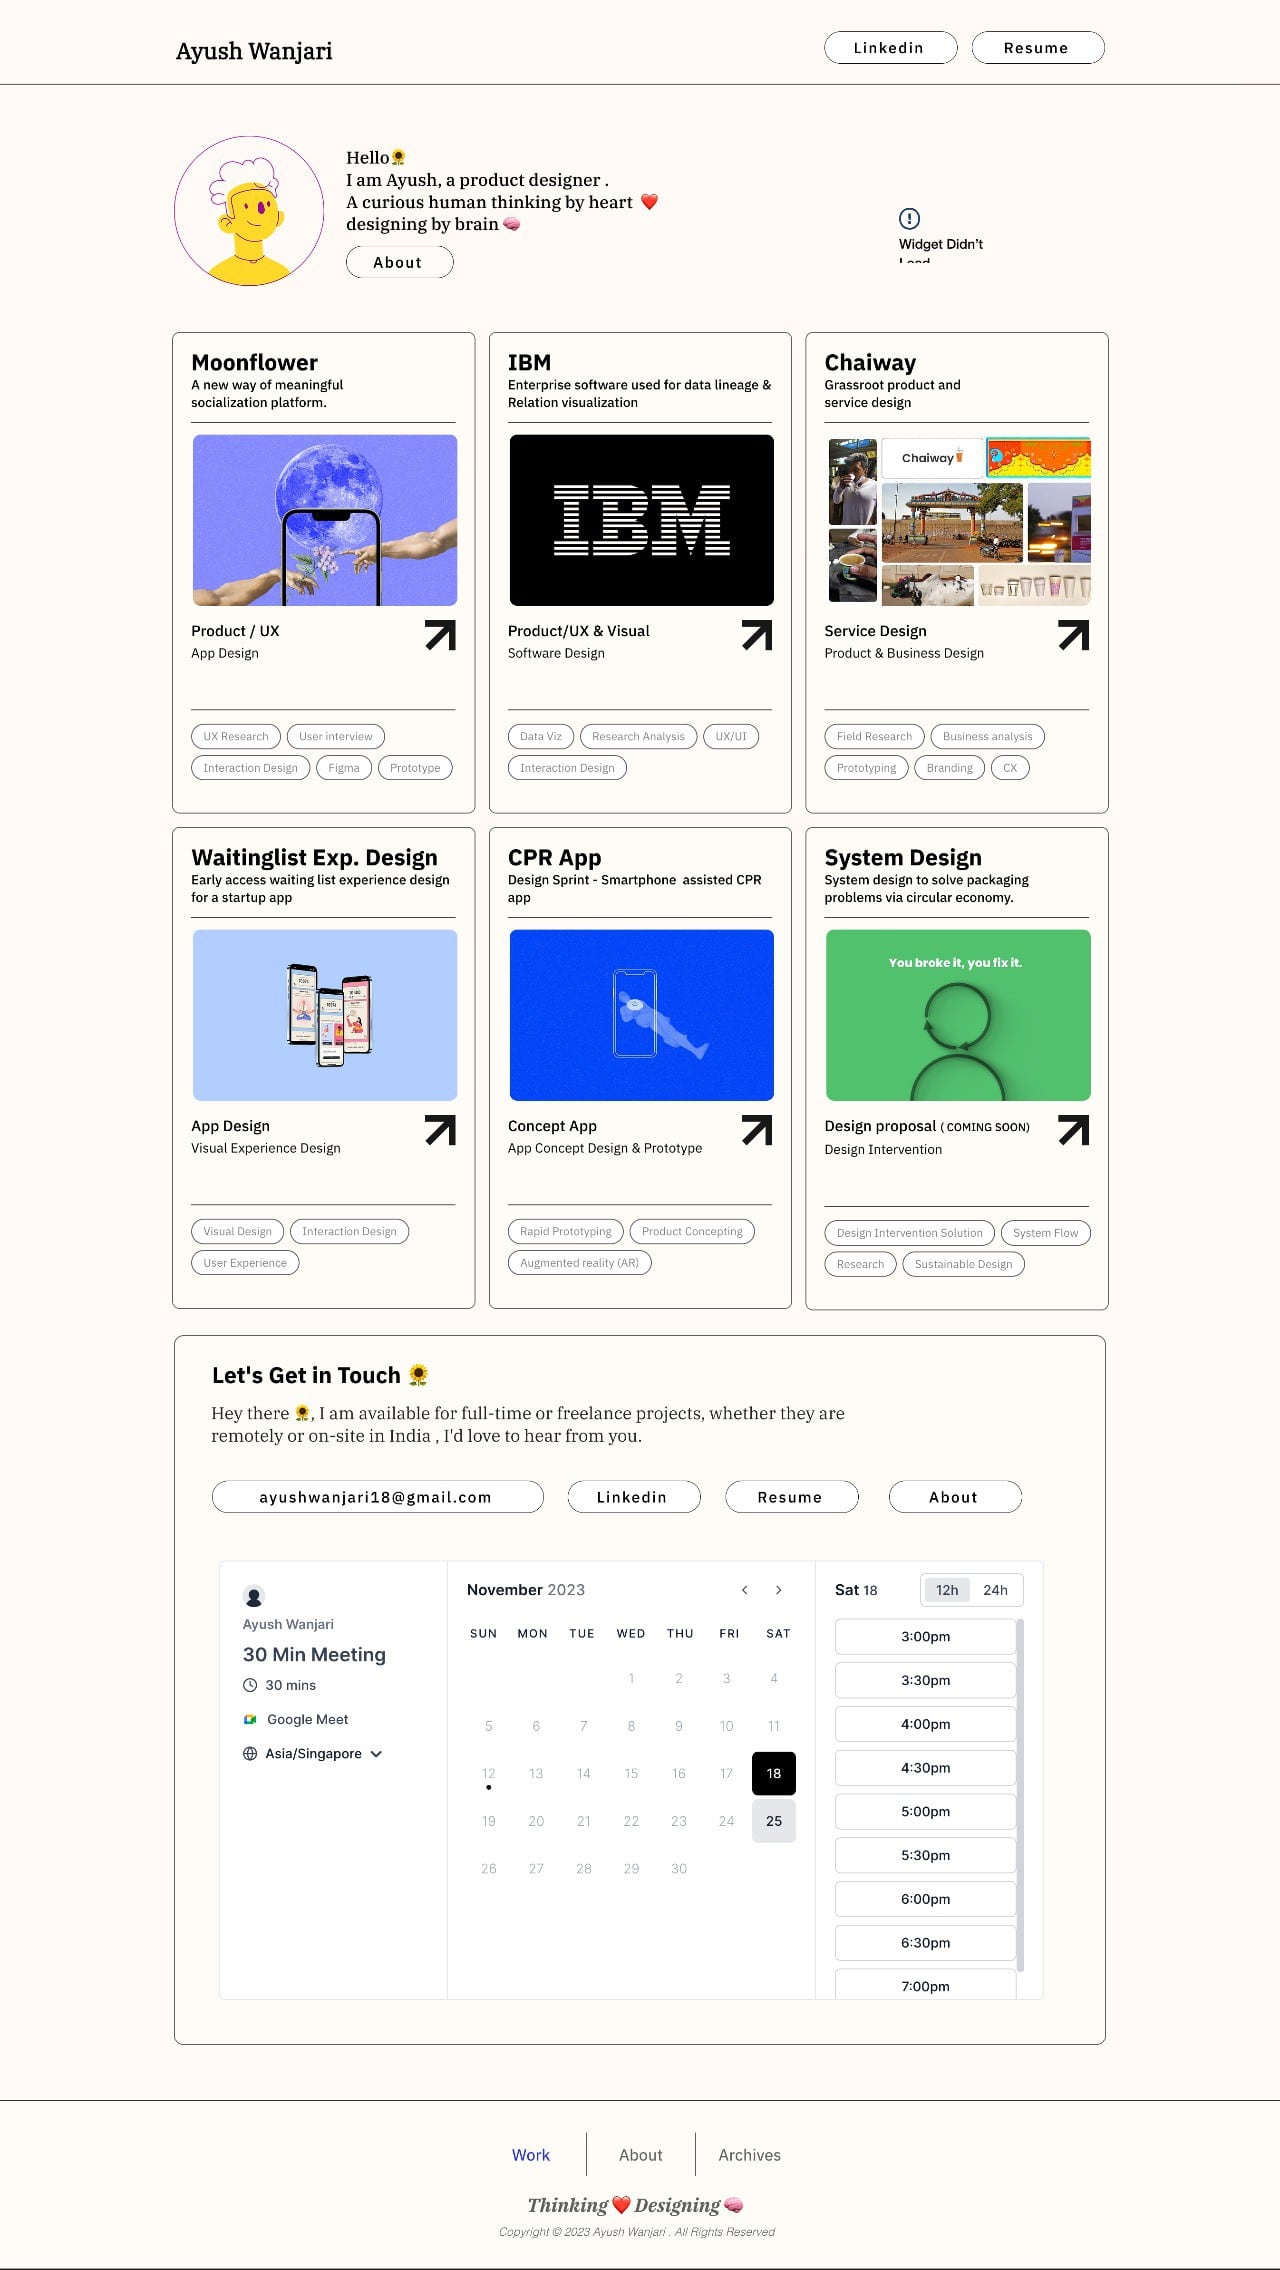 Ayush Wanjari
Linkedin
Resume
Hello🌻
I am Ayush, a product designer .
A curious human thinking by heart ❤️
designing by brain🧠
About
Widget Didn't
Moonflower
A new way of meaningful
socialization platform.
Product / UX
App Design
UX Research
User interview
Interaction Design
Figma
Prototype
IBM
Enterprise software used for data lineage &
Relation visualization
IBM
Product/UX & Visual
Software Design
Data Viz
Research Analysis
UX/UI
Interaction Design
Chaiway
Grassroot product and
service design
Chaiway
Service Design
Product & Business Design
Field Research
Business analysis
Prototyping
Branding
CX
Waitinglist Exp. Design
Early access waiting list experience design
for a startup app
App Design
Visual Experience Design
Visual Design
Interaction Design
User Experience
CPR App
Design Sprint - Smartphone assisted CPR
app
Concept App
App Concept Design & Prototype
Rapid Prototyping
Product Concepting
Augmented reality (AR)
System Design
System design to solve packaging
problems via circular economy.
You broke it, you fix it.
Design proposal ( COMING SOON)
Design Intervention
Design Intervention Solution
System Flow
Research
Sustainable Design
Let's Get in Touch 🌻
Hey there 🌻, I am available for full-time or freelance projects, whether they are
remotely or on-site in India , I'd love to hear from you.
ayushwanjari18@gmail.com
Linkedin
Resume
About
Ayush Wanjari
30 Min Meeting
30 mins
Google Meet
Asia/Singapore
November 2023
SUN MON TUE WED THU FRI SAT
1 2 3 4
5 6 7 8 9 10 11
12 13 14 15 16 17 18
19 20 21 22 23 24 25
26 27 28 29 30
Sat 18
12h
24h
3:00pm
3:30pm
4:00pm
4:30pm
5:00pm
5:30pm
6:00pm
6:30pm
7:00pm
Work
About
Archives
Thinking❤️Designing🧠
Copyright © 2023 Ayush Wanjari . All Rights Reserved